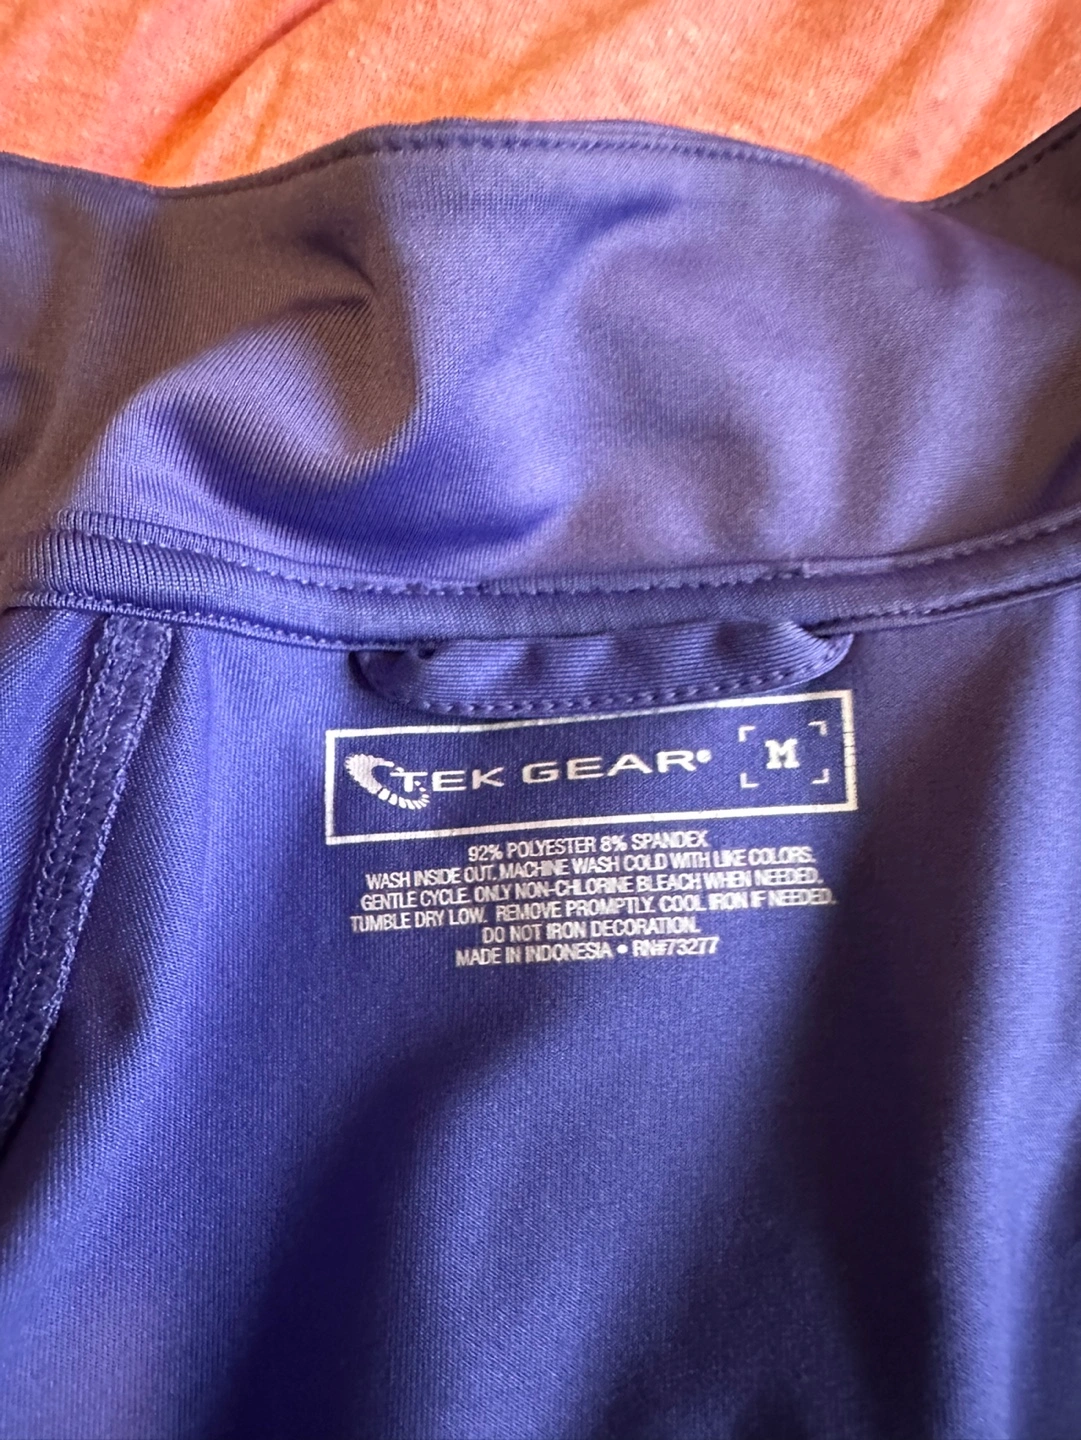 TEK GEAR® M
92% POLYESTER 8% SPANDEX
WASH INSIDE OUT. MACHINE WASH COLD WITH LIKE COLORS.
GENTLE CYCLE. ONLY NON-CHLORINE BLEACH WHEN NEEDED.
TUMBLE DRY LOW. REMOVE PROMPTLY. COOL IRON IF NEEDED.
DO NOT IRON DECORATION.
MADE IN INDONESIA • RN#73277